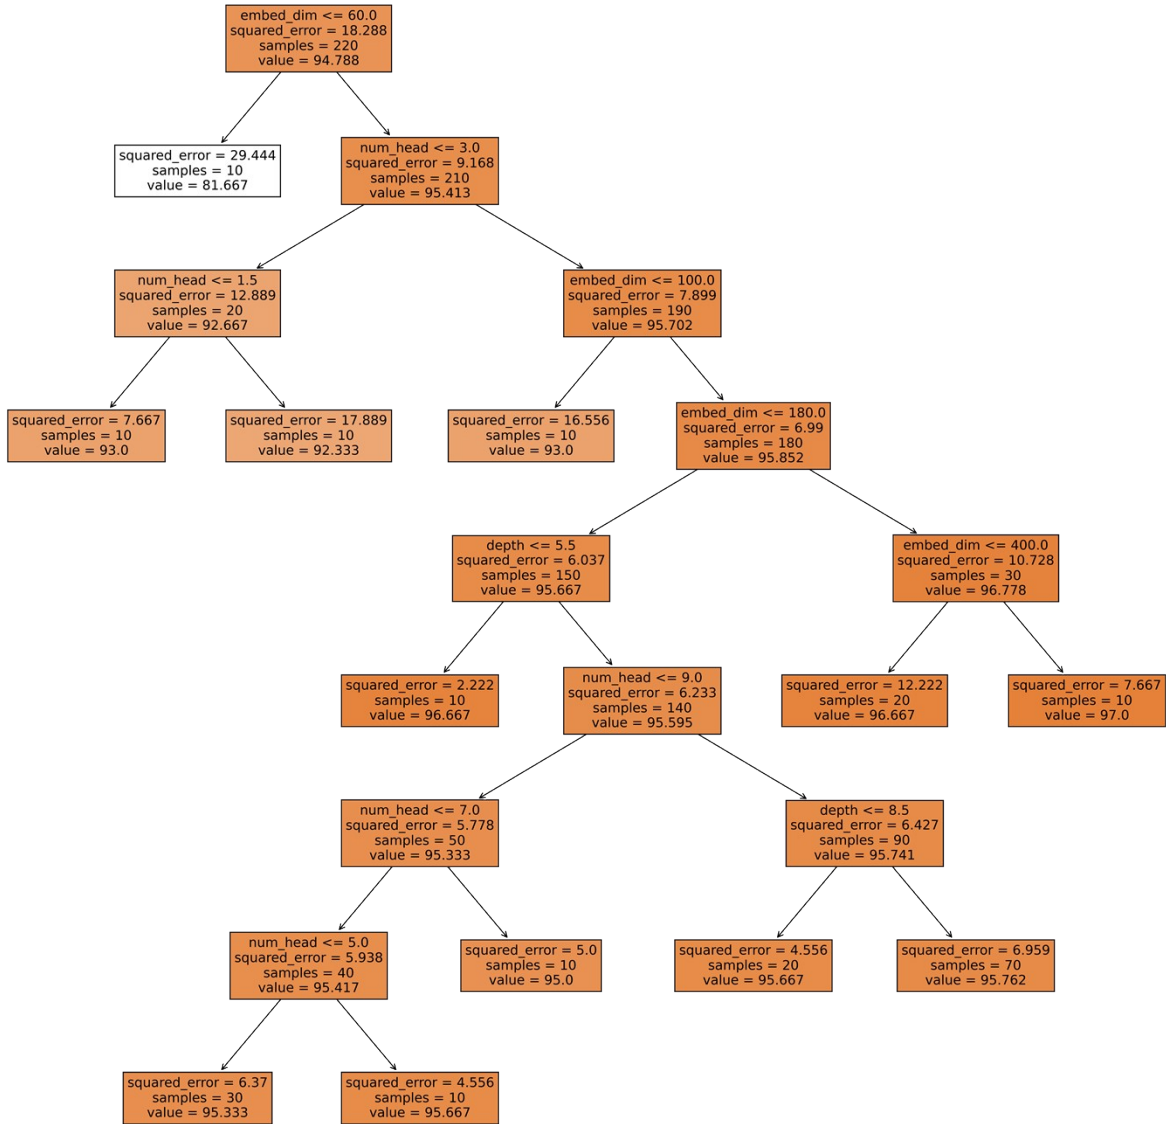 embed_dim <= 60.0
squared_error = 18.288
samples = 220
value = 94.788
squared_error = 29.444
samples = 10
value = 81.667
num_head <= 3.0
squared_error = 9.168
samples = 210
value = 95.413
num_head <= 1.5
squared_error = 12.889
samples = 20
value = 92.667
embed_dim <= 100.0
squared_error = 7.899
samples = 190
value = 95.702
squared_error = 7.667
samples = 10
value = 93.0
squared_error = 17.889
samples = 10
value = 92.333
squared_error = 16.556
samples = 10
value = 93.0
embed_dim <= 180.0
squared_error = 6.99
samples = 180
value = 95.852
depth <= 5.5
squared_error = 6.037
samples = 150
value = 95.667
embed_dim <= 400.0
squared_error = 10.728
samples = 30
value = 96.778
squared_error = 2.222
samples = 10
value = 96.667
num_head <= 9.0
squared_error = 6.233
samples = 140
value = 95.595
squared_error = 12.222
samples = 20
value = 96.667
squared_error = 7.667
samples = 10
value = 97.0
num_head <= 7.0
squared_error = 5.778
samples = 50
value = 95.333
depth <= 8.5
squared_error = 6.427
samples = 90
value = 95.741
num_head <= 5.0
squared_error = 5.938
samples = 40
value = 95.417
squared_error = 5.0
samples = 10
value = 95.0
squared_error = 4.556
samples = 20
value = 95.667
squared_error = 6.959
samples = 70
value = 95.762
squared_error = 6.37
samples = 30
value = 95.333
squared_error = 4.556
samples = 10
value = 95.667